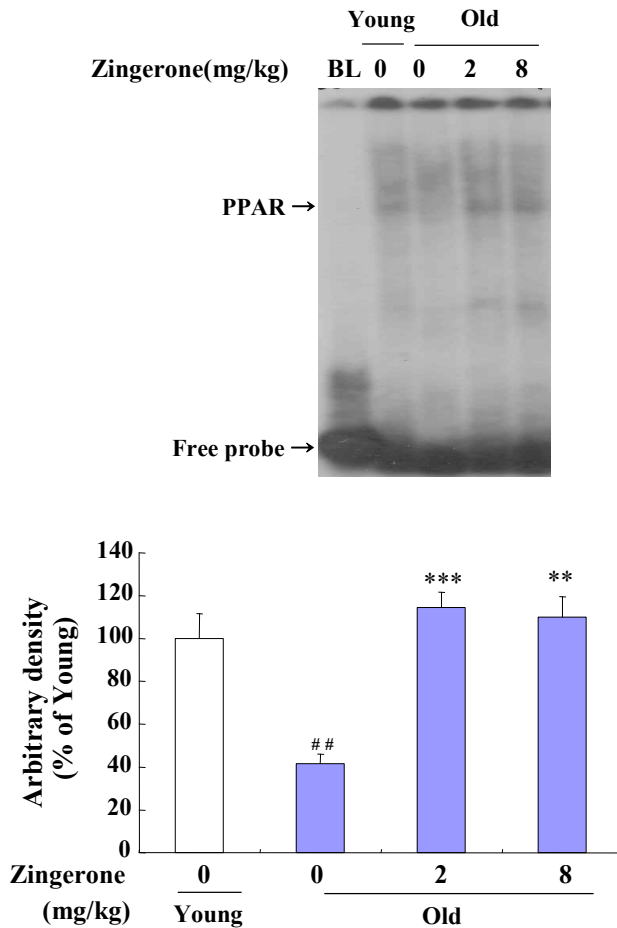 Young Old
Zingerone(mg/kg) BL 0 0 2 8
PPAR →
Free probe →
Arbitrary density
(% of Young)
140
120
100
80
60
40
20
0
##
***
**
Zingerone 0 0 2 8
(mg/kg) Young Old